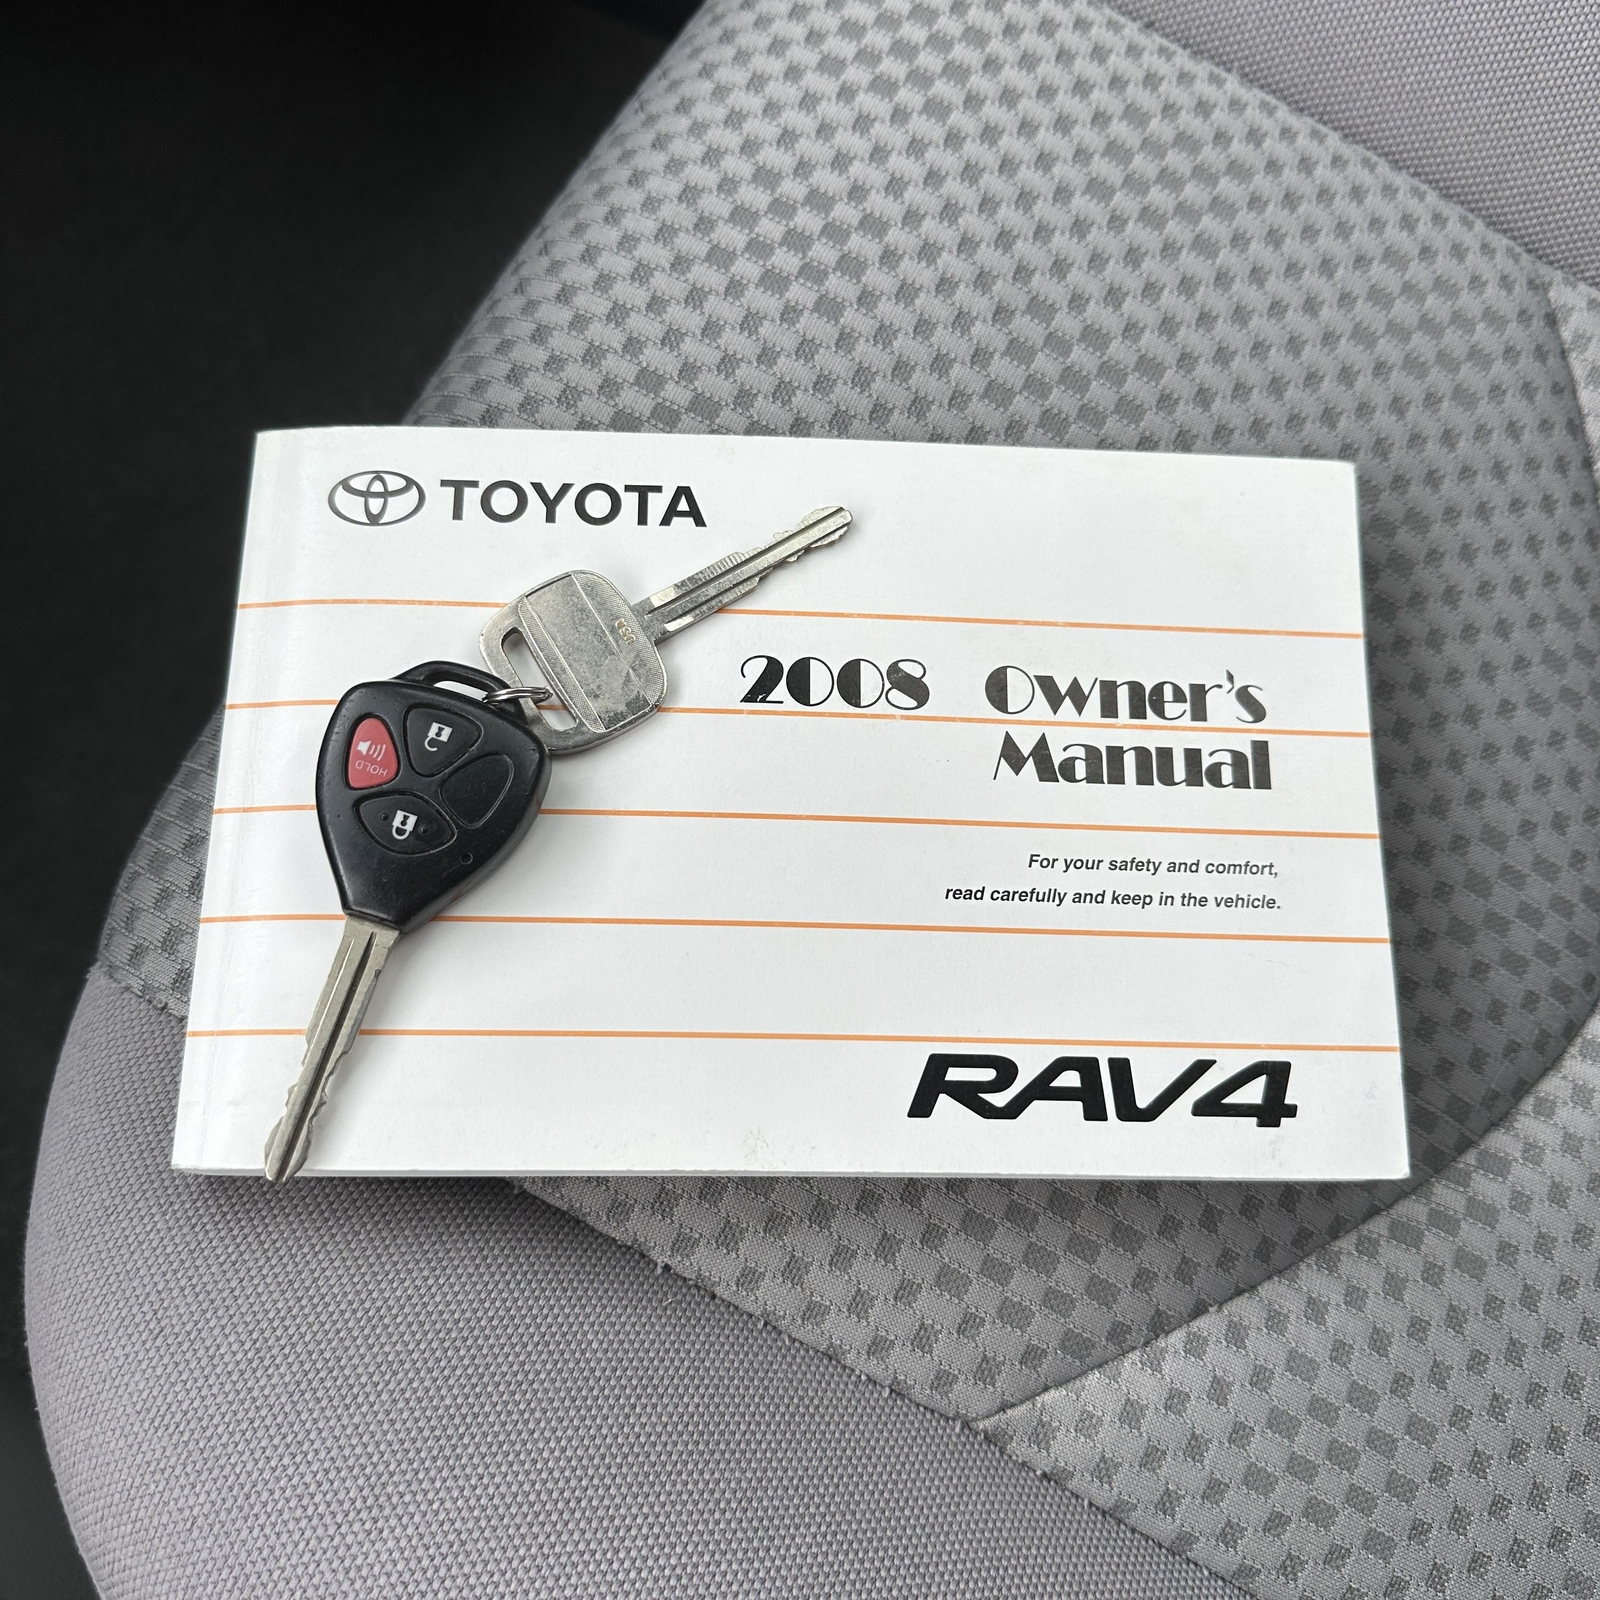 TOYOTA
2008 Owner's
Manual
For your safety and comfort,
read carefully and keep in the vehicle.
RAV4
HOLD